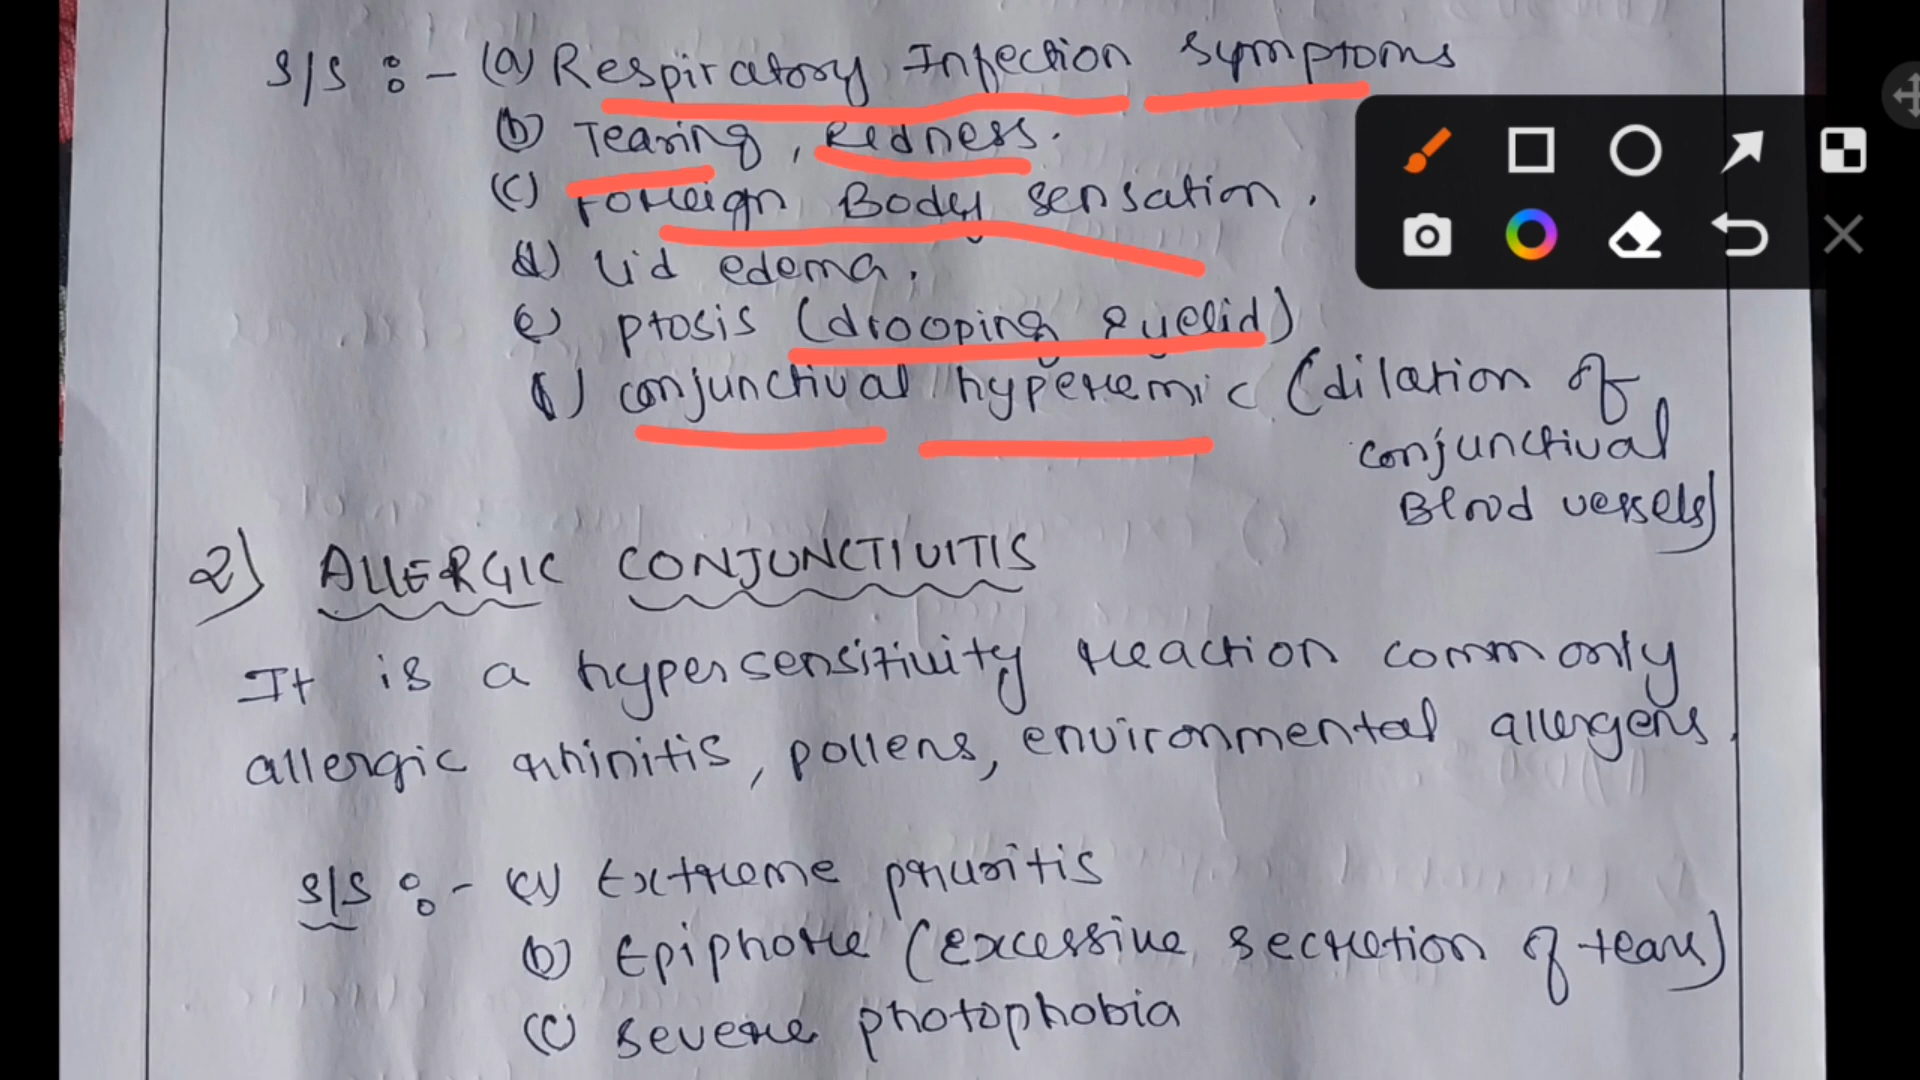 S/S :- (a) Respiratory Infection symptoms
(b) Tearing, Redness.
(c) Foreign Body sensation.
(d) Lid edema.
(e) ptosis (drooping eyelid)
(f) conjunctival hyperemic (dilation of
conjunctival
Blood vessels)
2) ALLERGIC CONJUNCTIVITIS
It is a hypersensitivity reaction commonly
allergic rhinitis, pollens, environmental allergens.
S/S :- (a) Extreme pruritis
(b) Epiphore (excessive secretion of tears)
(c) severe photophobia